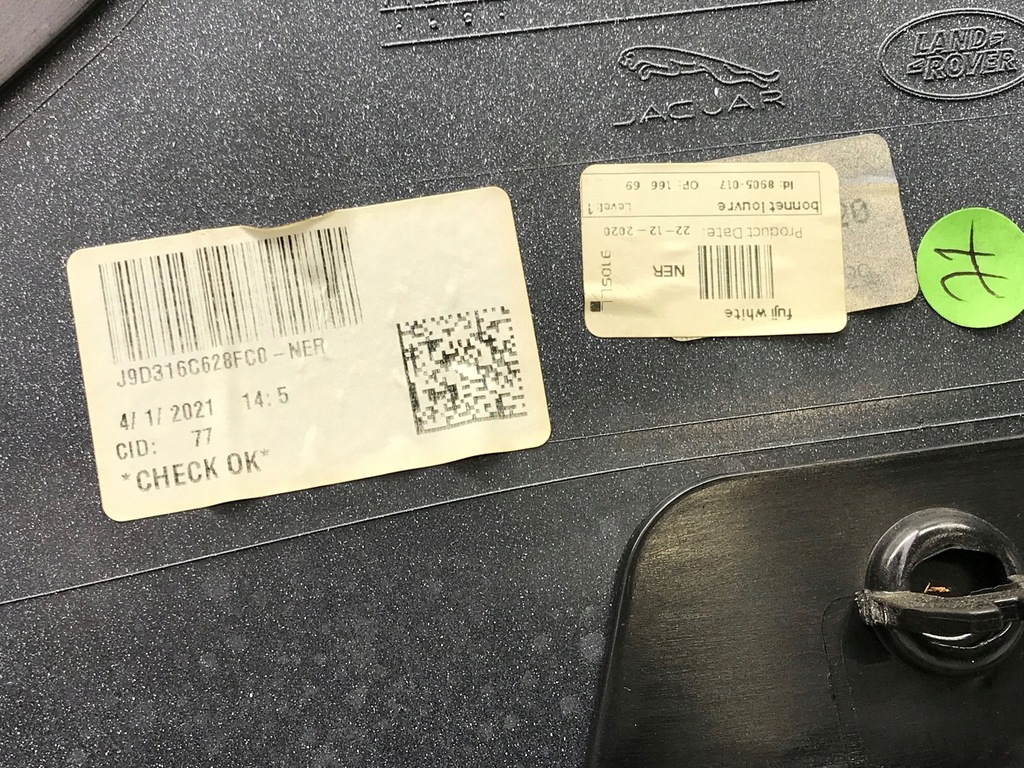 JAGUAR
LAND-
-ROVER
J9D316C628FC0-NER
4/ 1/ 2021 14:5
CID: 77
*CHECK OK*
fuji white
NER
Product Date: 22-12-2020
bonnet louvre Level:1
Id: 8905-017 OP: 166 69
H